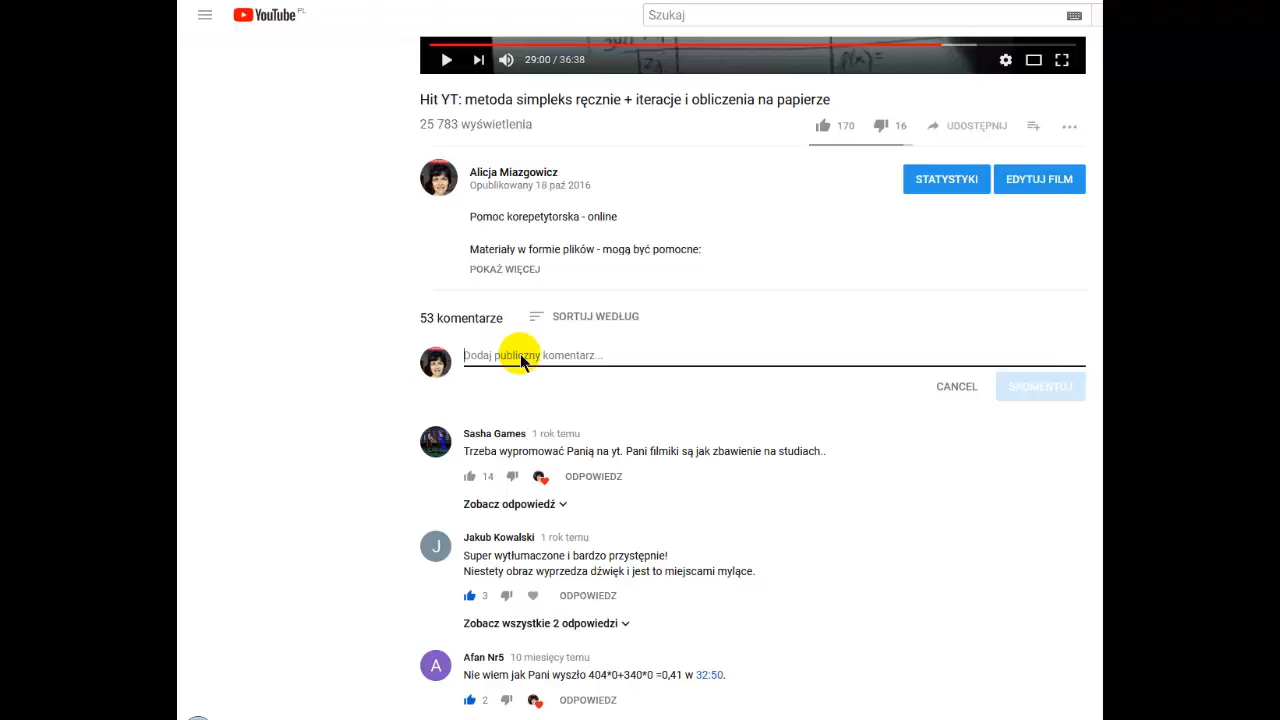 YouTube PL
Szukaj
29:00 / 36:38
Hit YT: metoda simpleks ręcznie + iteracje i obliczenia na papierze
25 783 wyświetlenia
170
16
UDOSTĘPNIJ
Alicja Miazgowicz
Opublikowany 18 paź 2016
STATYSTYKI
EDYTUJ FILM
Pomoc korepetytorska - online
Materiały w formie plików - mogą być pomocne:
POKAŻ WIĘCEJ
53 komentarze
SORTUJ WEDŁUG
Dodaj publiczny komentarz...
CANCEL
SKOMENTUJ
Sasha Games 1 rok temu
Trzeba wypromować Panią na yt. Pani filmiki są jak zbawienie na studiach..
14
ODPOWIEDZ
Zobacz odpowiedź
J
Jakub Kowalski 1 rok temu
Super wytłumaczone i bardzo przystępnie!
Niestety obraz wyprzedza dźwięk i jest to miejscami mylące.
3
ODPOWIEDZ
Zobacz wszystkie 2 odpowiedzi
A
Afan Nr5 10 miesięcy temu
Nie wiem jak Pani wyszło 404*0+340*0 =0,41 w 32:50.
2
ODPOWIEDZ